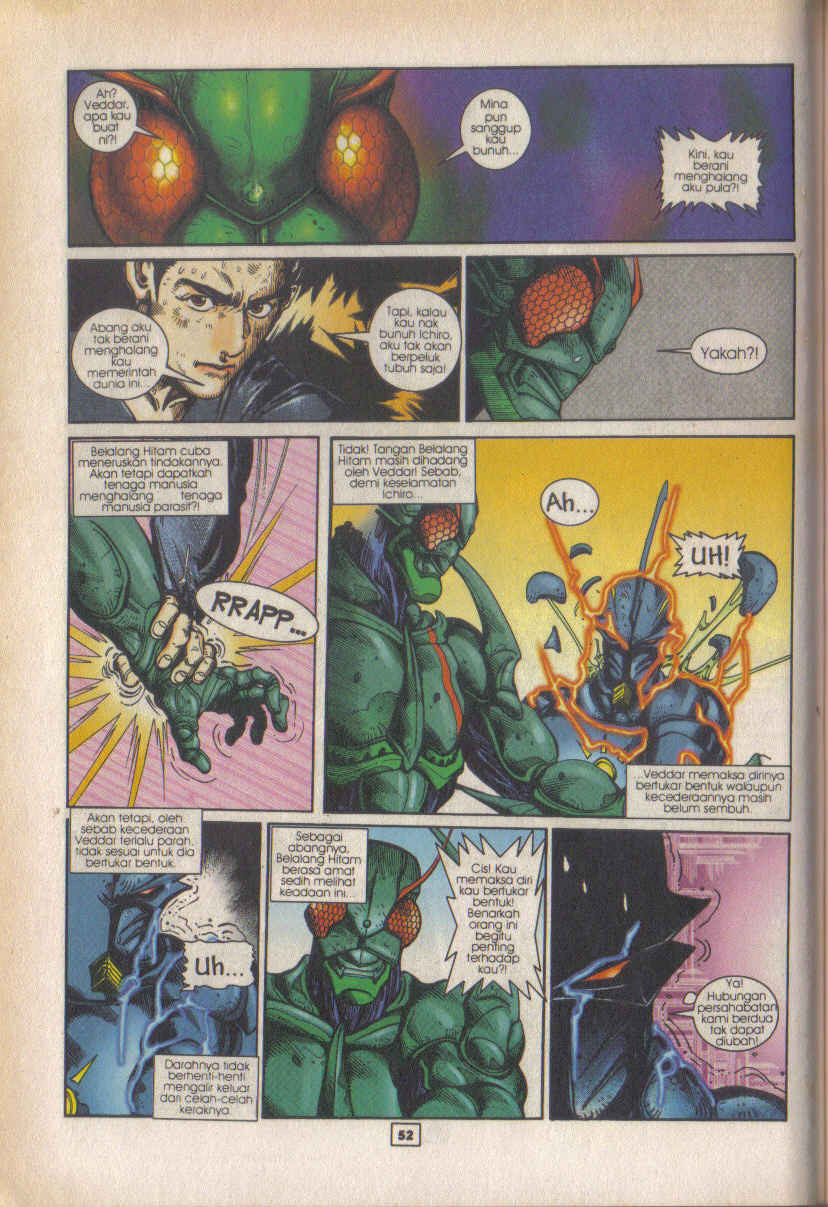 Ah?
Veddar,
apa kau
buat
ni?!
Mina
pun
sanggup
kau
bunuh...
Kini, kau
berani
menghalang
aku pula?!
Abang aku
tak berani
menghalang
kau
memerintah
dunia ini...
Tapi, kalau
kau nak
bunuh Ichiro,
aku tak akan
berpeluk
tubuh saja!
Yakah?!
Belalang Hitam cuba
meneruskan tindakannya.
Akan tetapi dapatkah
tenaga manusia
menghalang tenaga
manusia parasit?!
RRAPP...
Tidak! Tangan Belalang
Hitam masih dihadang
oleh Veddar! Sebab,
demi keselamatan
Ichiro...
Ah...
UH!
...Veddar memaksa dirinya
bertukar bentuk walaupun
kecederaannya masih
belum sembuh.
Akan tetapi, oleh
sebab kecederaan
Veddar terlalu parah,
tidak sesuai untuk dia
bertukar bentuk.
Uh...
Darahnya tidak
berhenti-henti
mengalir keluar
dari celah-celah
keraknya.
Sebagai
abangnya,
Belalang Hitam
berasa amat
sedih melihat
keadaan ini...
Cis! Kau
memaksa diri
kau bertukar
bentuk!
Benarkah
orang ini
begitu
penting
terhadap
kau?!
Ya!
Hubungan
persahabatan
kami berdua
tak dapat
diubah!
52